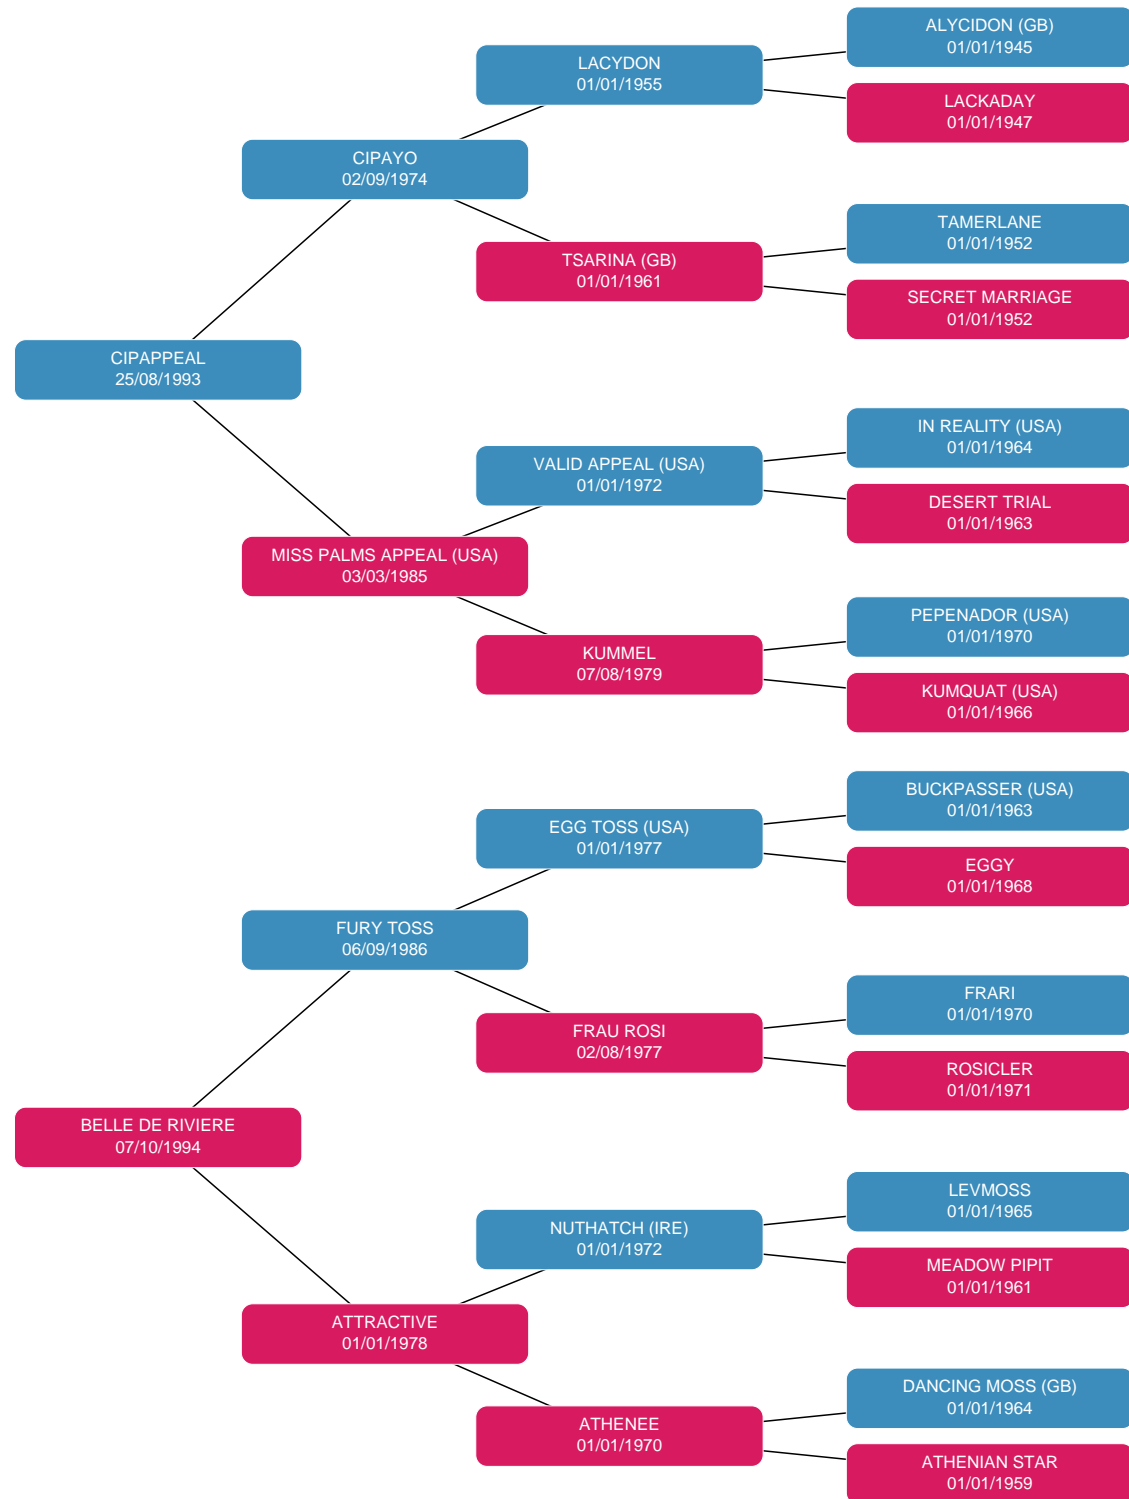 ALYCIDON (GB)
01/01/1945
LACYDON
01/01/1955
LACKADAY
01/01/1947
CIPAYO
02/09/1974
TAMERLANE
01/01/1952
TSARINA (GB)
01/01/1961
SECRET MARRIAGE
01/01/1952
CIPAPPEAL
25/08/1993
IN REALITY (USA)
01/01/1964
VALID APPEAL (USA)
01/01/1972
DESERT TRIAL
01/01/1963
MISS PALMS APPEAL (USA)
03/03/1985
PEPENADOR (USA)
01/01/1970
KUMMEL
07/08/1979
KUMQUAT (USA)
01/01/1966
BUCKPASSER (USA)
01/01/1963
EGG TOSS (USA)
01/01/1977
EGGY
01/01/1968
FURY TOSS
06/09/1986
FRARI
01/01/1970
FRAU ROSI
02/08/1977
ROSICLER
01/01/1971
BELLE DE RIVIERE
07/10/1994
LEVMOSS
01/01/1965
NUTHATCH (IRE)
01/01/1972
MEADOW PIPIT
01/01/1961
ATTRACTIVE
01/01/1978
DANCING MOSS (GB)
01/01/1964
ATHENEE
01/01/1970
ATHENIAN STAR
01/01/1959